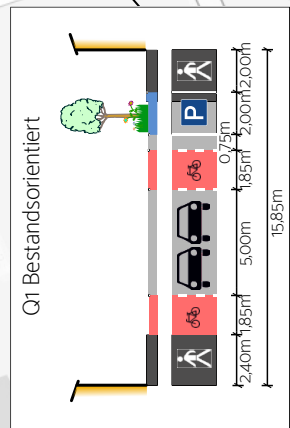 Q1 Bestandsorientiert
P
2,40m
1,85m
5,00m
1,85m
0,75m
2,00m
2,00m
15,85m